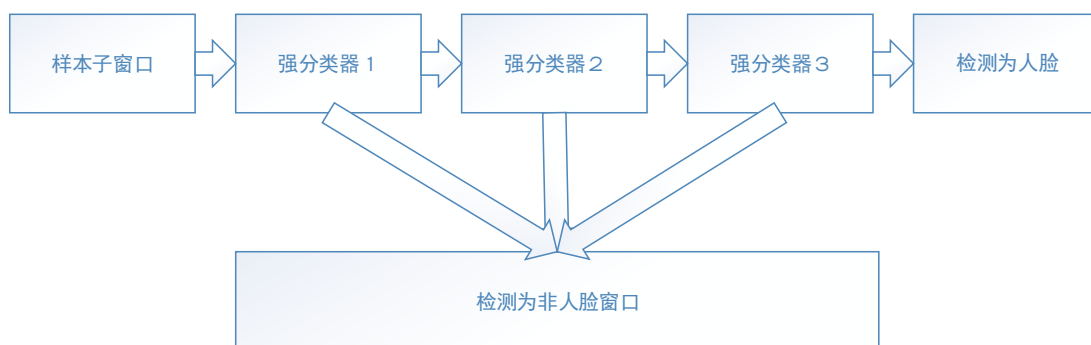 样本子窗口
强分类器１
强分类器２
强分类器３
检测为人脸
检测为非人脸窗口